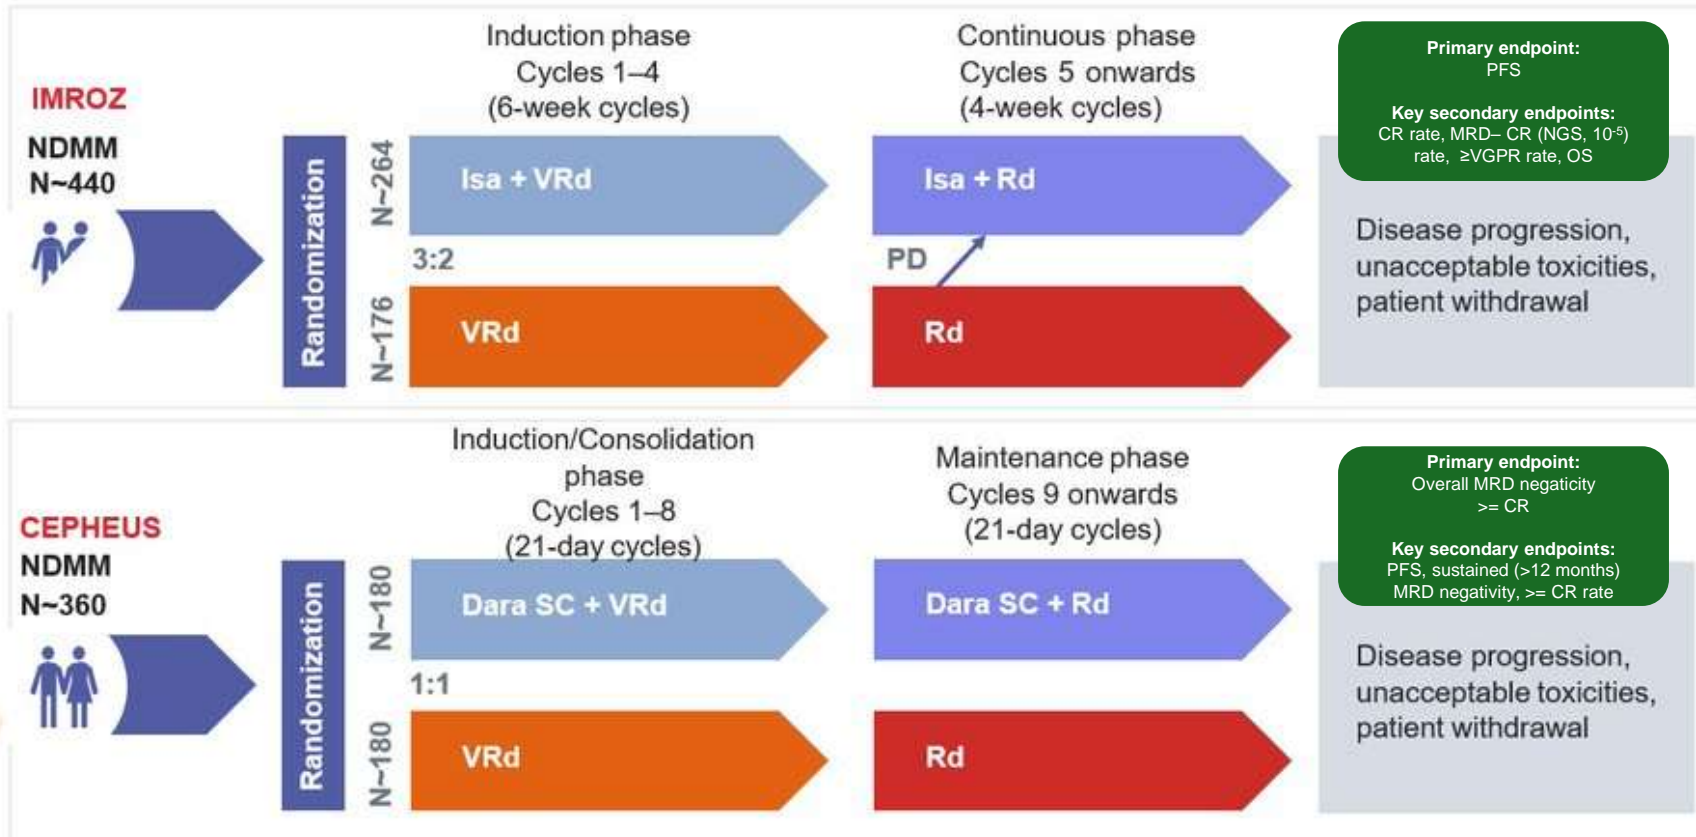 IMROZ
NDMM
N~440
Randomization
Induction phase
Cycles 1–4
(6-week cycles)
N~264
Isa + VRd
3:2
N~176
VRd
Continuous phase
Cycles 5 onwards
(4-week cycles)
Isa + Rd
PD
Rd
Primary endpoint:
PFS
Key secondary endpoints:
CR rate, MRD– CR (NGS, 10⁻⁵)
rate, ≥VGPR rate, OS
Disease progression,
unacceptable toxicities,
patient withdrawal
CEPHEUS
NDMM
N~360
Randomization
Induction/Consolidation
phase
Cycles 1–8
(21-day cycles)
N~180
Dara SC + VRd
1:1
N~180
VRd
Maintenance phase
Cycles 9 onwards
(21-day cycles)
Dara SC + Rd
Rd
Primary endpoint:
Overall MRD negaticity
>= CR
Key secondary endpoints:
PFS, sustained (>12 months)
MRD negativity, >= CR rate
Disease progression,
unacceptable toxicities,
patient withdrawal